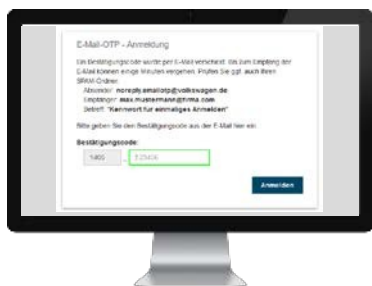 E-Mail-OTP - Anmeldung
Ein Bestätigungscode wurde per E-Mail verschickt. Bis zum Empfang der
E-Mail können einige Minuten vergehen. Prüfen Sie ggf. auch Ihren
SPAM-Ordner.
Absender: noreply.emailotp@volkswagen.de
Empfänger: max.mustermann@firma.com
Betreff: "Kennwort für einmaliges Anmelden"
Bitte geben Sie den Bestätigungscode aus der E-Mail hier ein:
Bestätigungscode:
- 123456
Anmelden